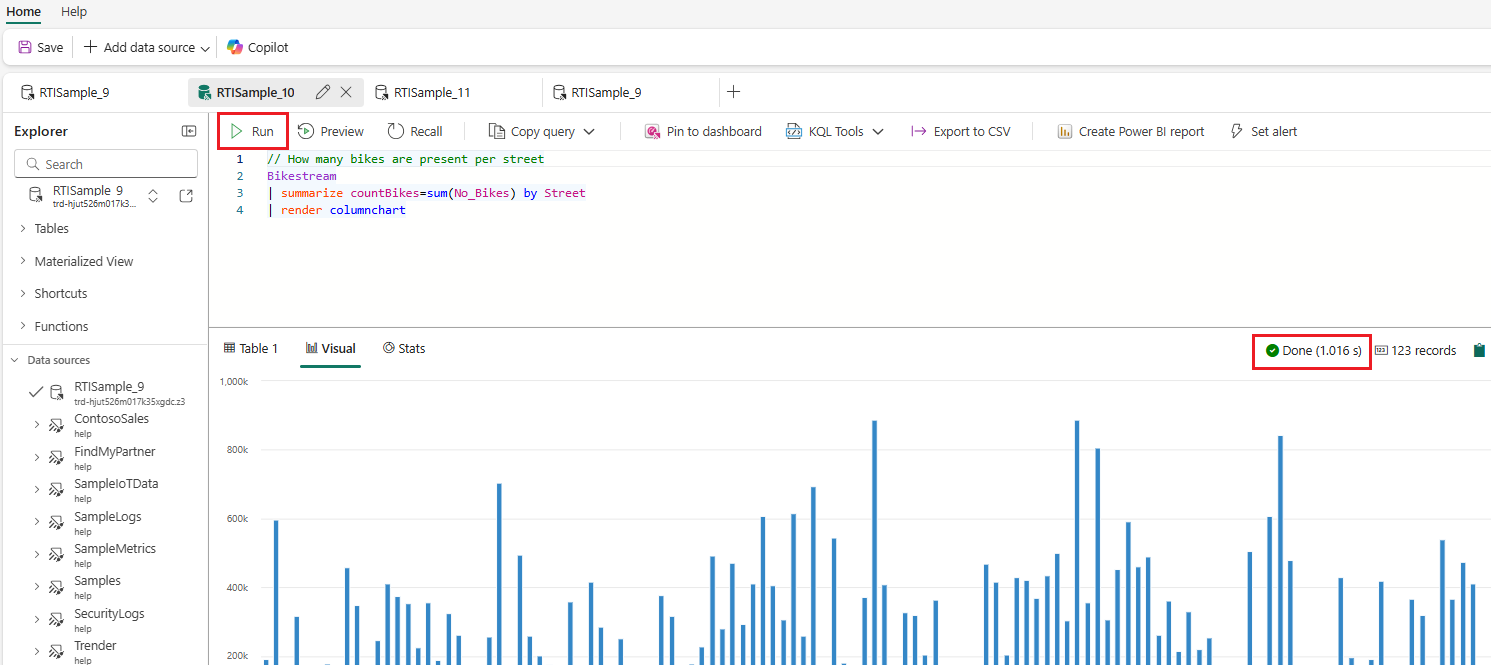 Home Help
Save Add data source Copilot
RTISample_9 RTISample_10 RTISample_11 RTISample_9
Explorer
Search
RTISample 9
trd-hjut526m017k3...
Tables
Materialized View
Shortcuts
Functions
Data sources
RTISample_9
trd-hjut526m017k35xgdc.z3
ContosoSales
help
FindMyPartner
help
SampleIoTData
help
SampleLogs
help
SampleMetrics
help
Samples
help
SecurityLogs
help
Trender
help
Run Preview Recall Copy query Pin to dashboard KQL Tools Export to CSV Create Power BI report Set alert
1 // How many bikes are present per street
2 Bikestream
3 | summarize countBikes=sum(No_Bikes) by Street
4 | render columnchart
Table 1 Visual Stats Done (1.016 s) 123 records
1,000k
800k
600k
400k
200k